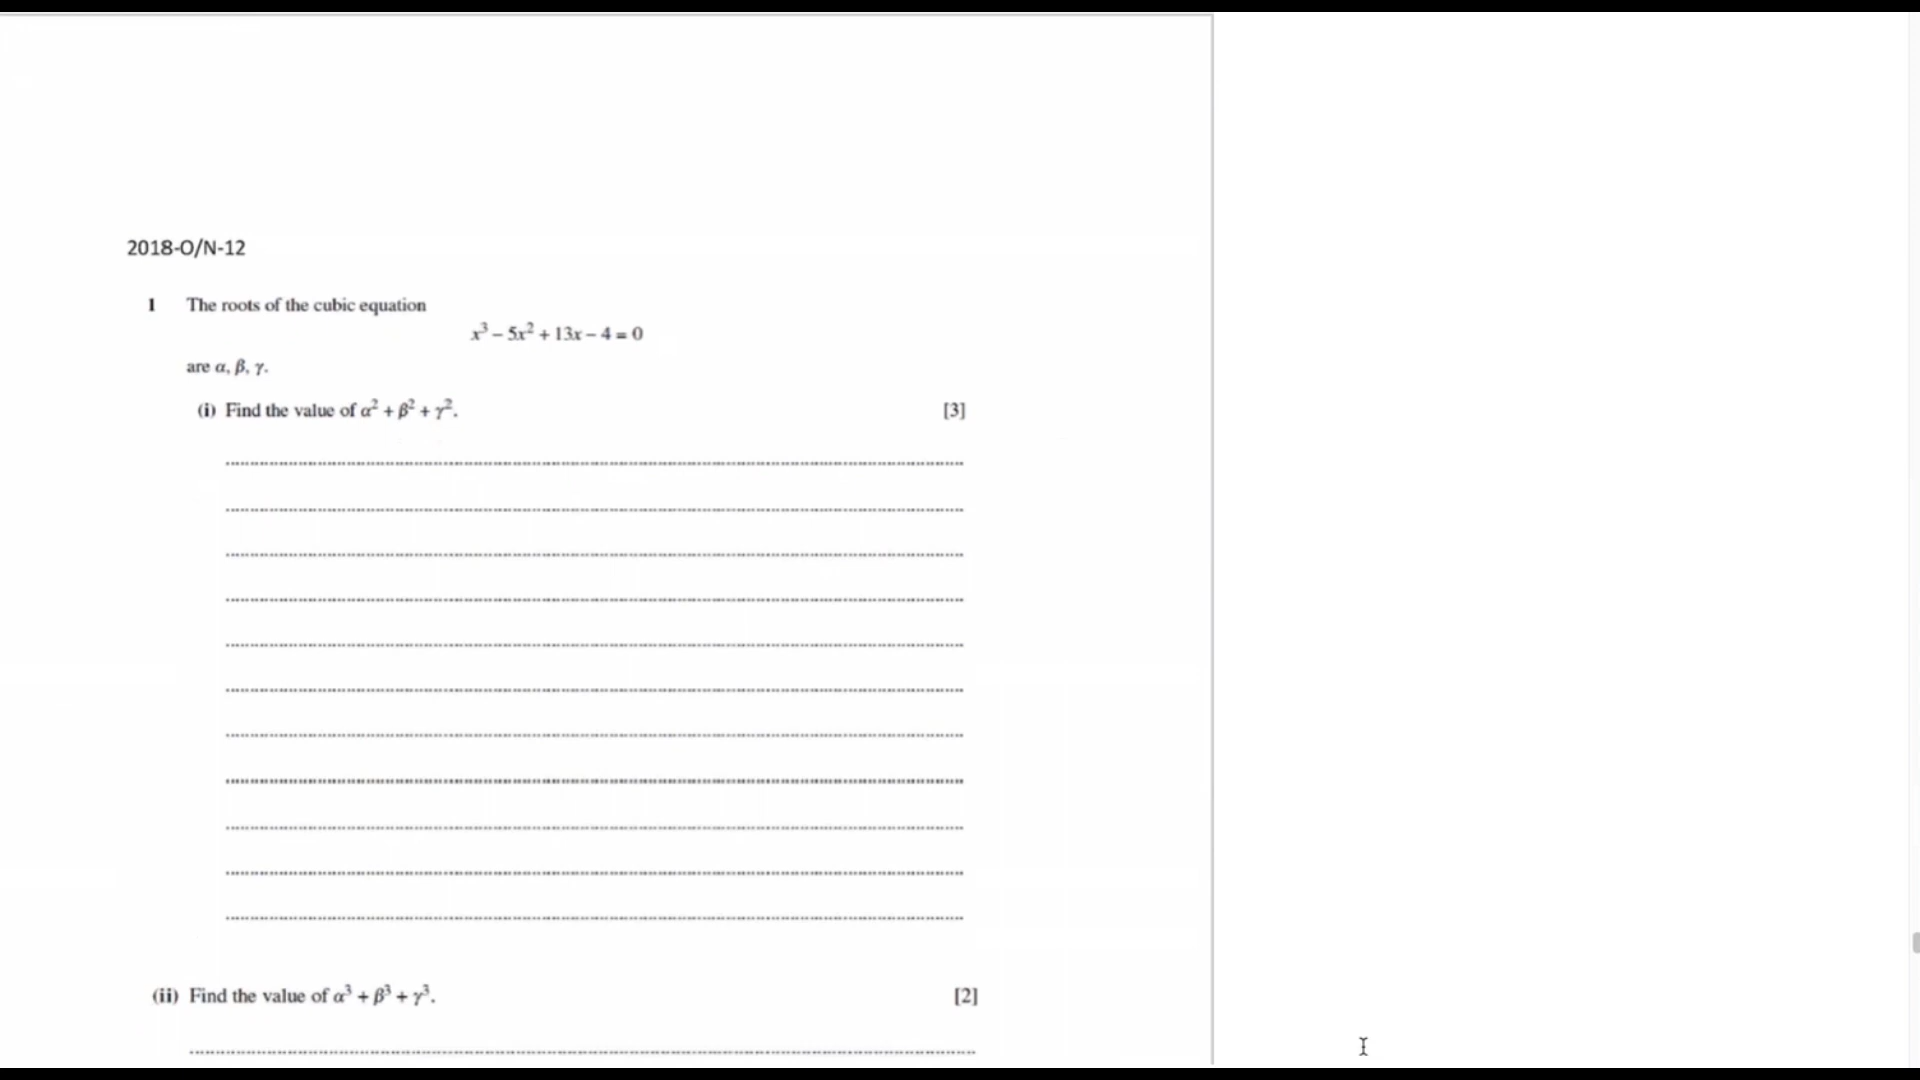 2018-O/N-12
1 The roots of the cubic equation
x³ – 5x² + 13x – 4 = 0
are α, β, γ.
(i) Find the value of α² + β² + γ². [3]
(ii) Find the value of α³ + β³ + γ³. [2]